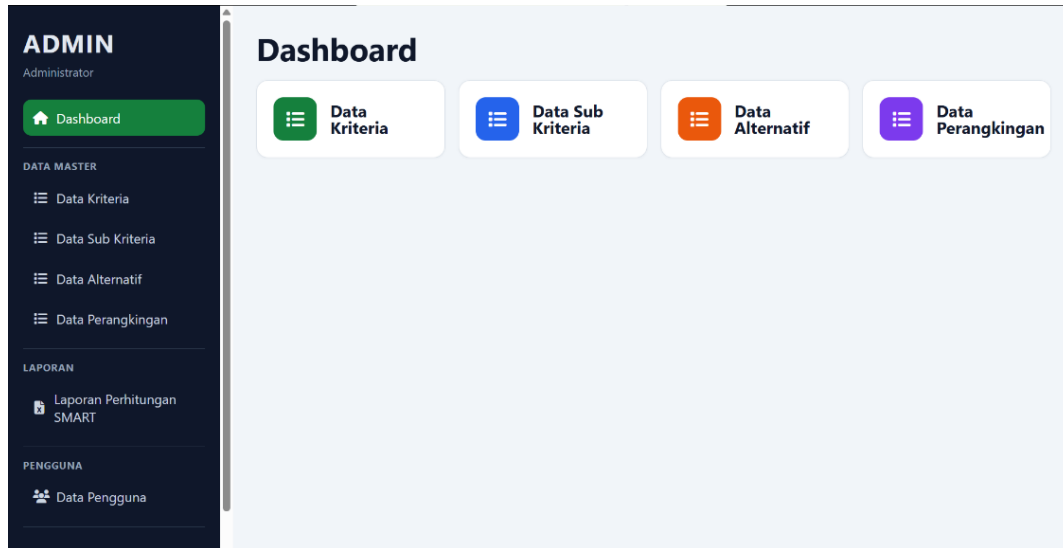 ADMIN
Administrator
Dashboard
DATA MASTER
Data Kriteria
Data Sub Kriteria
Data Alternatif
Data Perangkingan
LAPORAN
Laporan Perhitungan
SMART
PENGGUNA
Data Pengguna
Dashboard
Data
Kriteria
Data Sub
Kriteria
Data
Alternatif
Data
Perangkingan